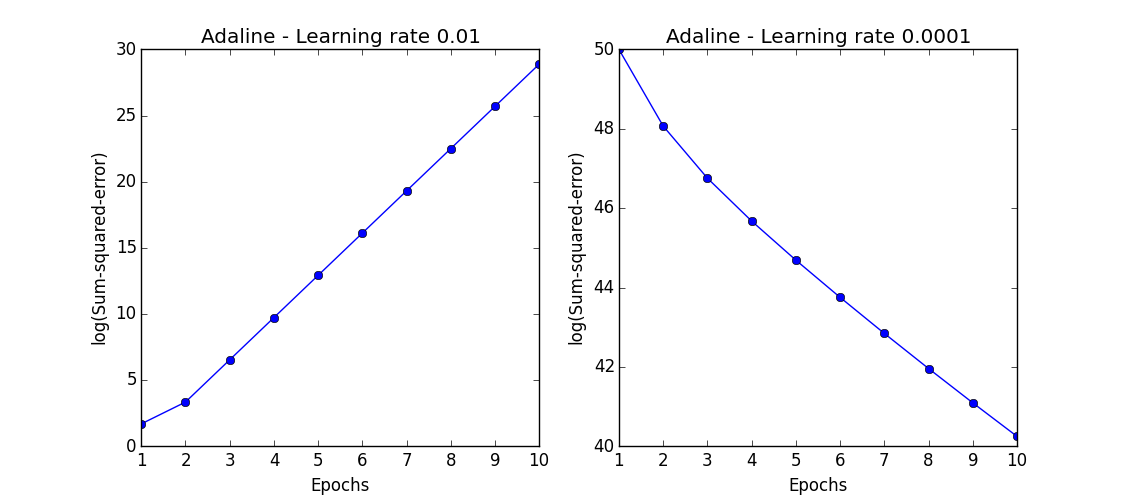 Adaline - Learning rate 0.01
30
25
20
15
10
5
0
log(Sum-squared-error)
1 2 3 4 5 6 7 8 9 10
Epochs
Adaline - Learning rate 0.0001
50
48
46
44
42
40
log(Sum-squared-error)
1 2 3 4 5 6 7 8 9 10
Epochs